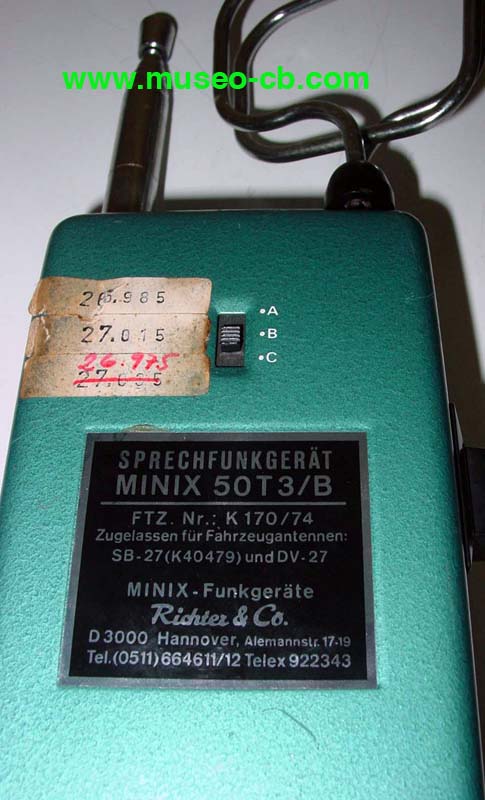 www.museo-cb.com
26.985
27.015
26.975
•A
•B
•C
SPRECHFUNKGERÄT
MINIX 50T3/B
FTZ. Nr.: K 170/74
Zugelassen für Fahrzeugantennen:
SB-27(K40479) und DV-27
MINIX-Funkgeräte
Richter & Co.
D3000 Hannover, Alemannstr. 17-19
Tel.(0511)664611/12 Telex 922343